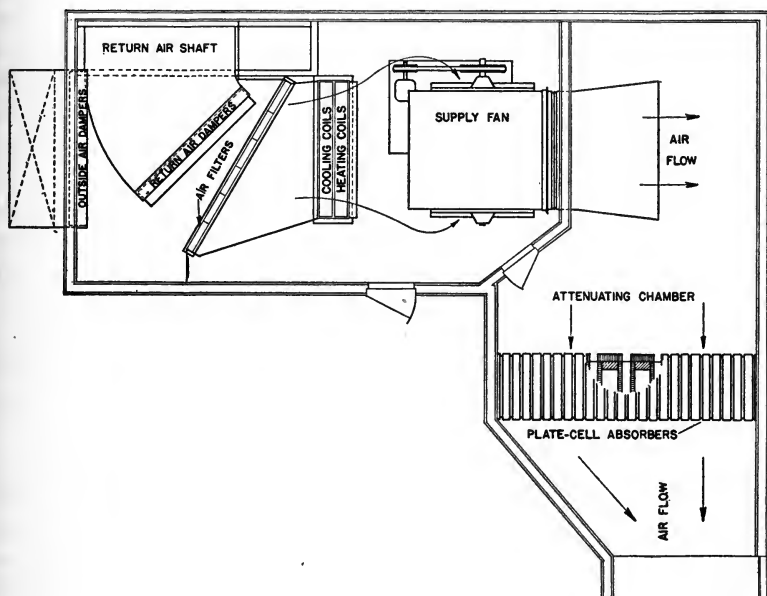 RETURN AIR SHAFT
OUTSIDE AIR DAMPERS
RETURN AIR DAMPERS
AIR FILTERS
COOLING COILS
HEATING COILS
SUPPLY FAN
AIR
FLOW
ATTENUATING CHAMBER
PLATE-CELL ABSORBERS
AIR FLOW